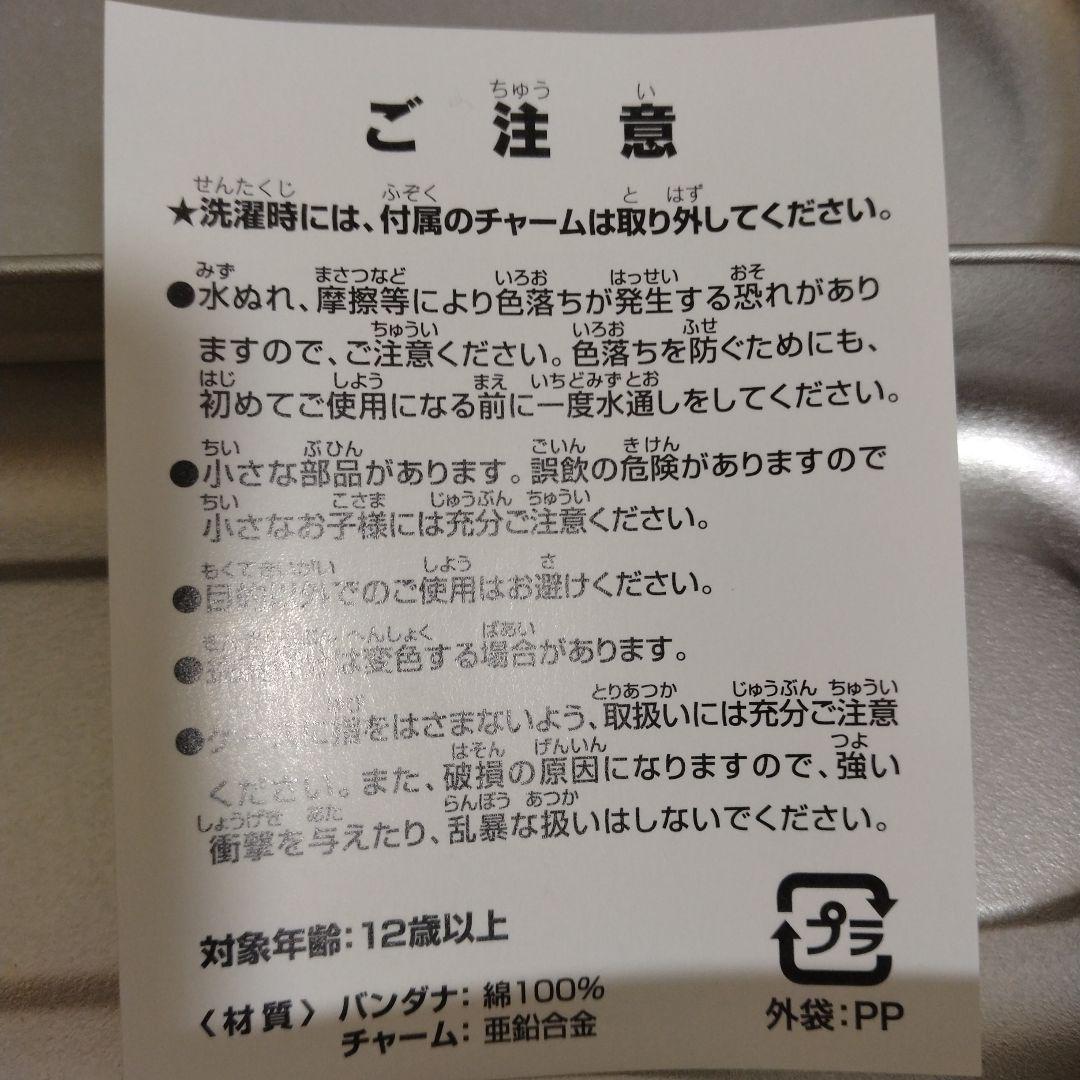 ご注意
★洗濯時には、付属のチャームは取り外してください。
●水ぬれ、摩擦等により色落ちが発生する恐れがあり
ますので、ご注意ください。色落ちを防ぐためにも、
初めてご使用になる前に一度水通しをしてください。
●小さな部品があります。誤飲の危険がありますので
小さなお子様には充分ご注意ください。
●目的以外でのご使用はお避けください。
●は変色する場合があります。
●指をはさまないよう、取扱いには充分ご注意
ください。また、破損の原因になりますので、強い
衝撃を与えたり、乱暴な扱いはしないでください。
対象年齢：12歳以上
〈材質〉バンダナ：綿100%
チャーム：亜鉛合金
プラ
外袋：PP